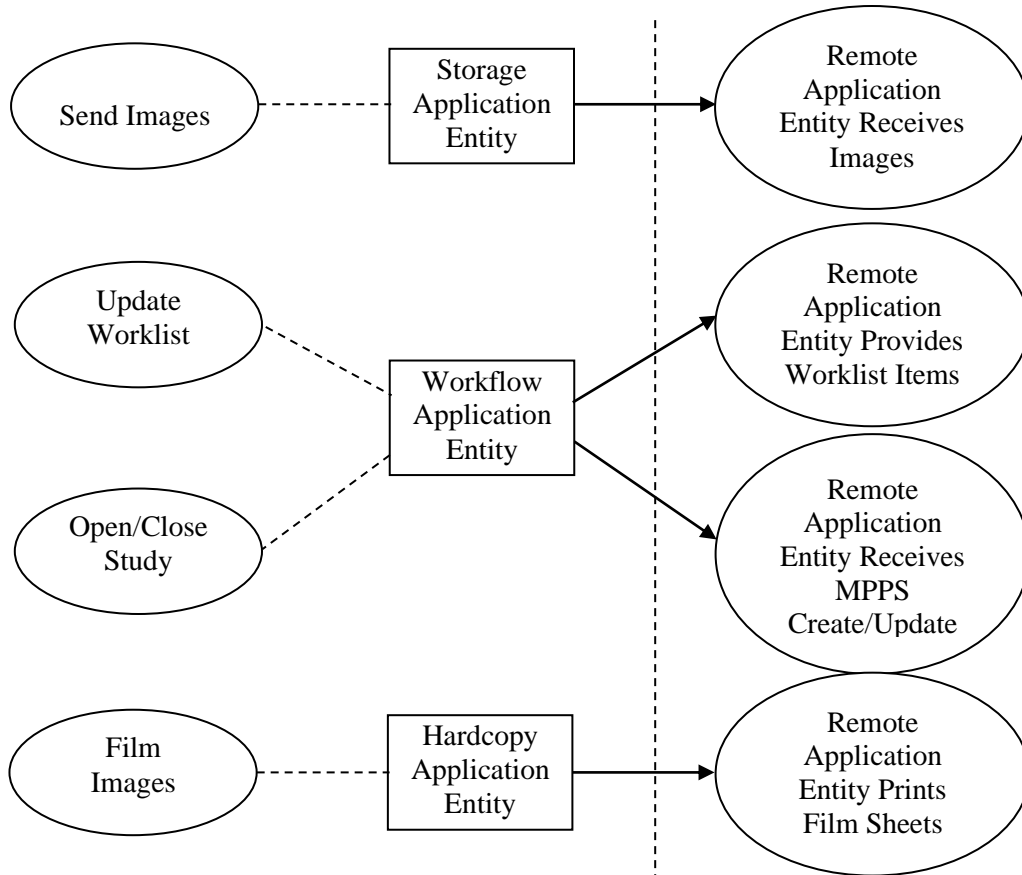 Send Images
Storage
Application
Entity
Remote
Application
Entity Receives
Images
Update
Worklist
Open/Close
Study
Workflow
Application
Entity
Remote
Application
Entity Provides
Worklist Items
Remote
Application
Entity Receives
MPPS
Create/Update
Film
Images
Hardcopy
Application
Entity
Remote
Application
Entity Prints
Film Sheets